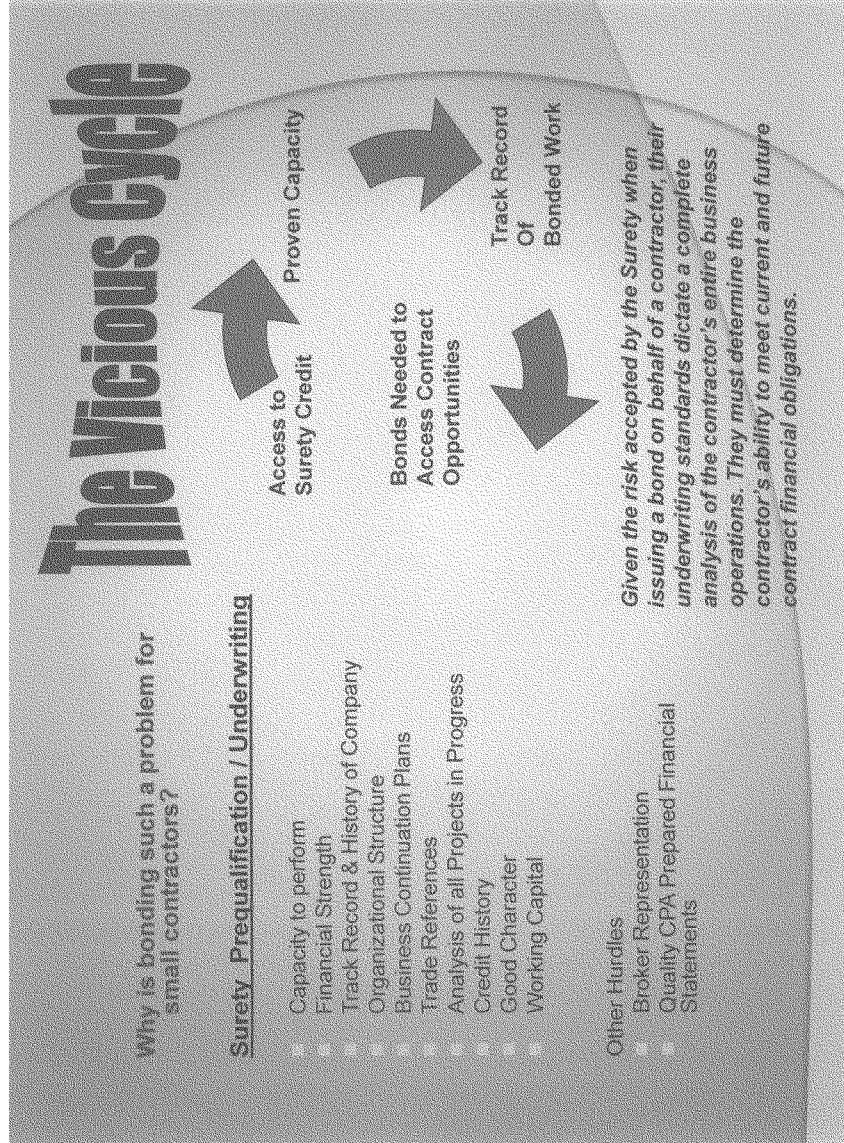 The Vicious Cycle
Why is bonding such a problem for
small contractors?
Surety Prequalification / Underwriting
Capacity to perform
Financial Strength
Track Record & History of Company
Organizational Structure
Business Continuation Plans
Trade References
Analysis of all Projects in Progress
Credit History
Good Character
Working Capital
Other Hurdles
Broker Representation
Quality CPA Prepared Financial
Statements
Access to
Surety Credit
Proven Capacity
Bonds Needed to
Access Contract
Opportunities
Track Record
Of
Bonded Work
Given the risk accepted by the Surety when
issuing a bond on behalf of a contractor, their
underwriting standards dictate a complete
analysis of the contractor's entire business
operations. They must determine the
contractor's ability to meet current and future
contract financial obligations.